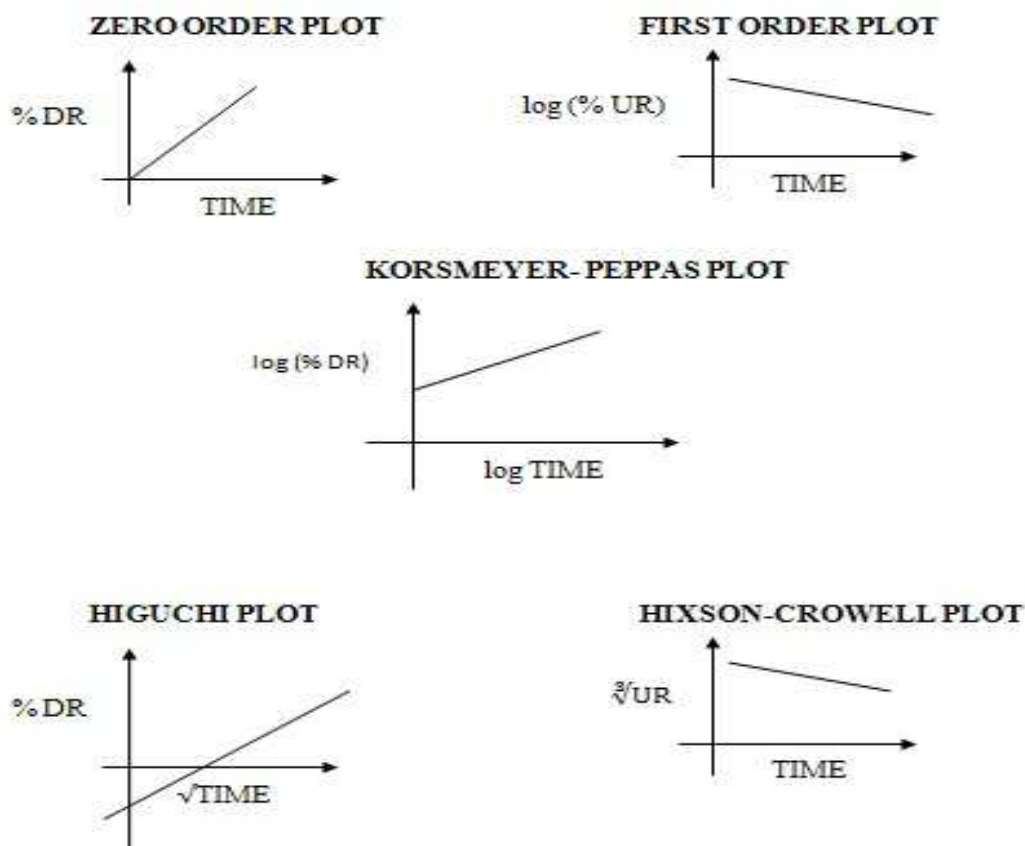 ZERO ORDER PLOT
% DR
TIME
FIRST ORDER PLOT
log (% UR)
TIME
KORSMEYER- PEPPAS PLOT
log (% DR)
log TIME
HIGUCHI PLOT
% DR
√TIME
HIXSON-CROWELL PLOT
∛UR
TIME